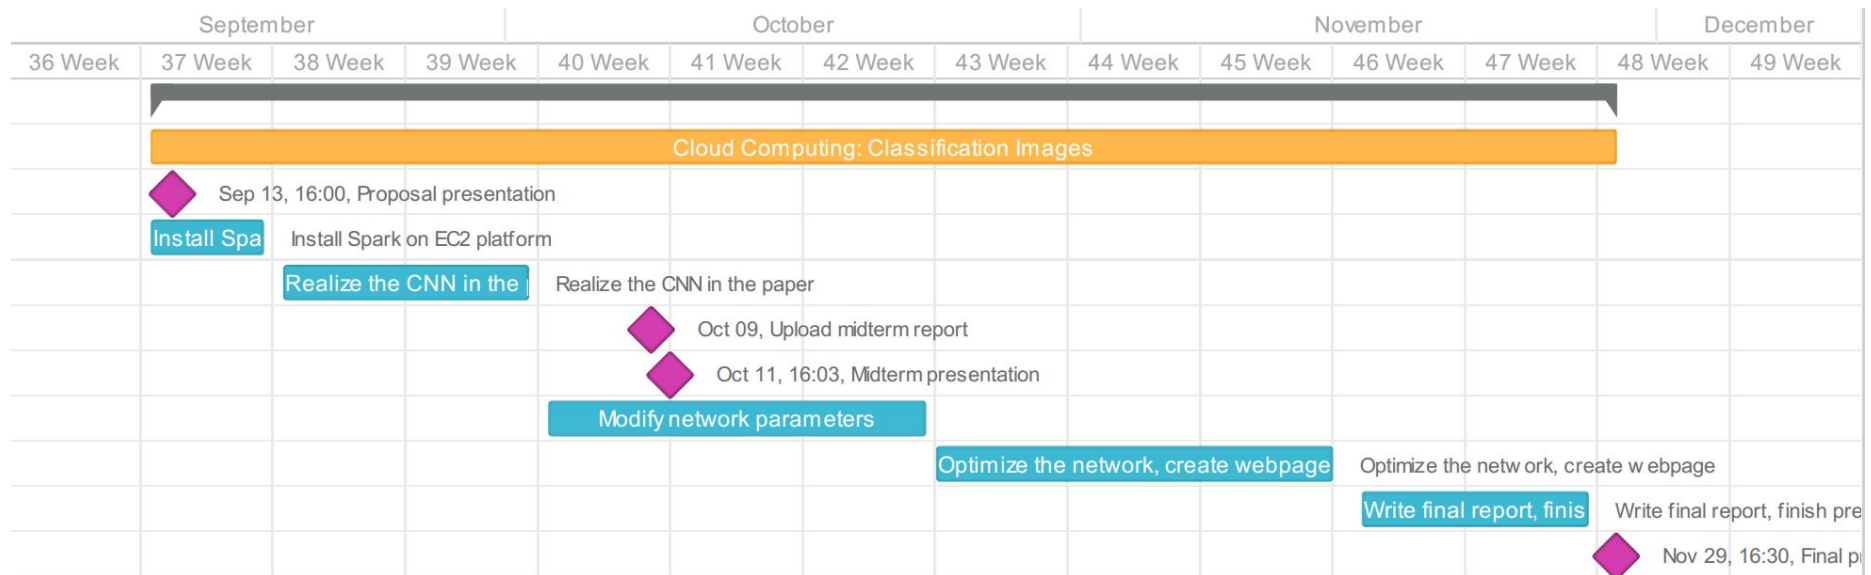 September October November December
36 Week 37 Week 38 Week 39 Week 40 Week 41 Week 42 Week 43 Week 44 Week 45 Week 46 Week 47 Week 48 Week 49 Week
Cloud Computing: Classification Images
Sep 13, 16:00, Proposal presentation
Install Spa Install Spark on EC2 platform
Realize the CNN in the Realize the CNN in the paper
Oct 09, Upload midterm report
Oct 11, 16:03, Midterm presentation
Modify network parameters
Optimize the network, create webpage Optimize the network, create webpage
Write final report, finis Write final report, finish pre
Nov 29, 16:30, Final p